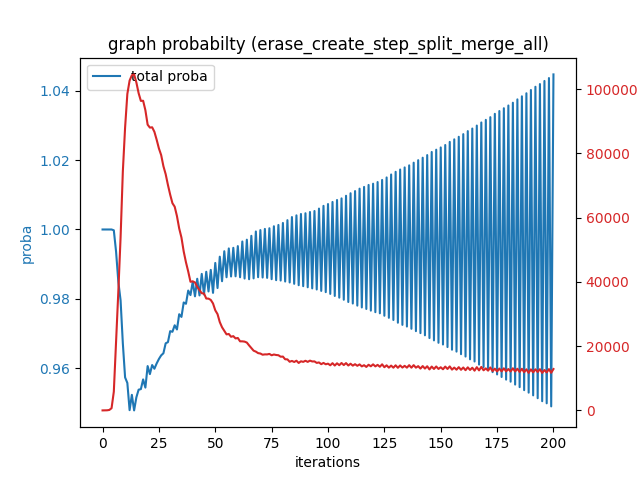 graph probabilty (erase_create_step_split_merge_all)
total proba
1.04
1.02
1.00
0.98
0.96
proba
100000
80000
60000
40000
20000
0
0 25 50 75 100 125 150 175 200
iterations